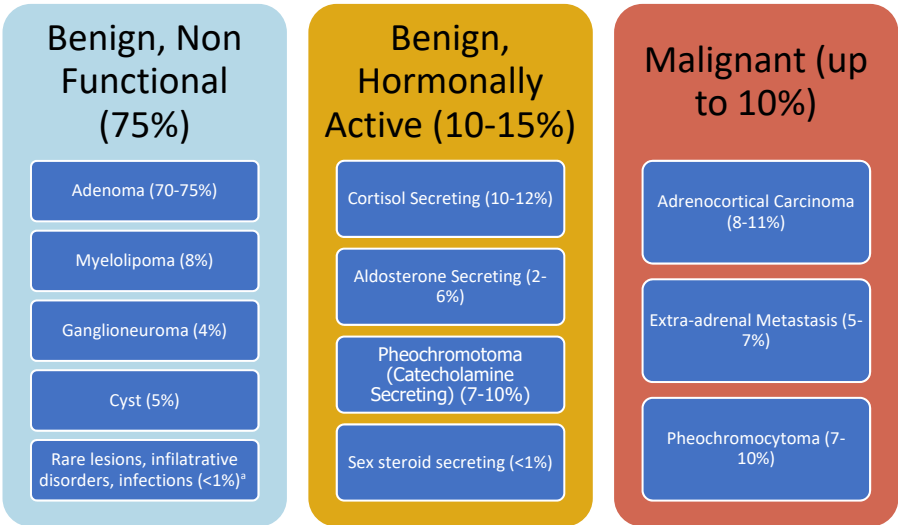 Benign, Non
Functional
(75%)
Adenoma (70-75%)
Myelolipoma (8%)
Ganglioneuroma (4%)
Cyst (5%)
Rare lesions, infilatrative
disorders, infections (<1%)ᵃ
Benign,
Hormonally
Active (10-15%)
Cortisol Secreting (10-12%)
Aldosterone Secreting (2-
6%)
Pheochromotoma
(Catecholamine
Secreting) (7-10%)
Sex steroid secreting (<1%)
Malignant (up
to 10%)
Adrenocortical Carcinoma
(8-11%)
Extra-adrenal Metastasis (5-
7%)
Pheochromocytoma (7-
10%)